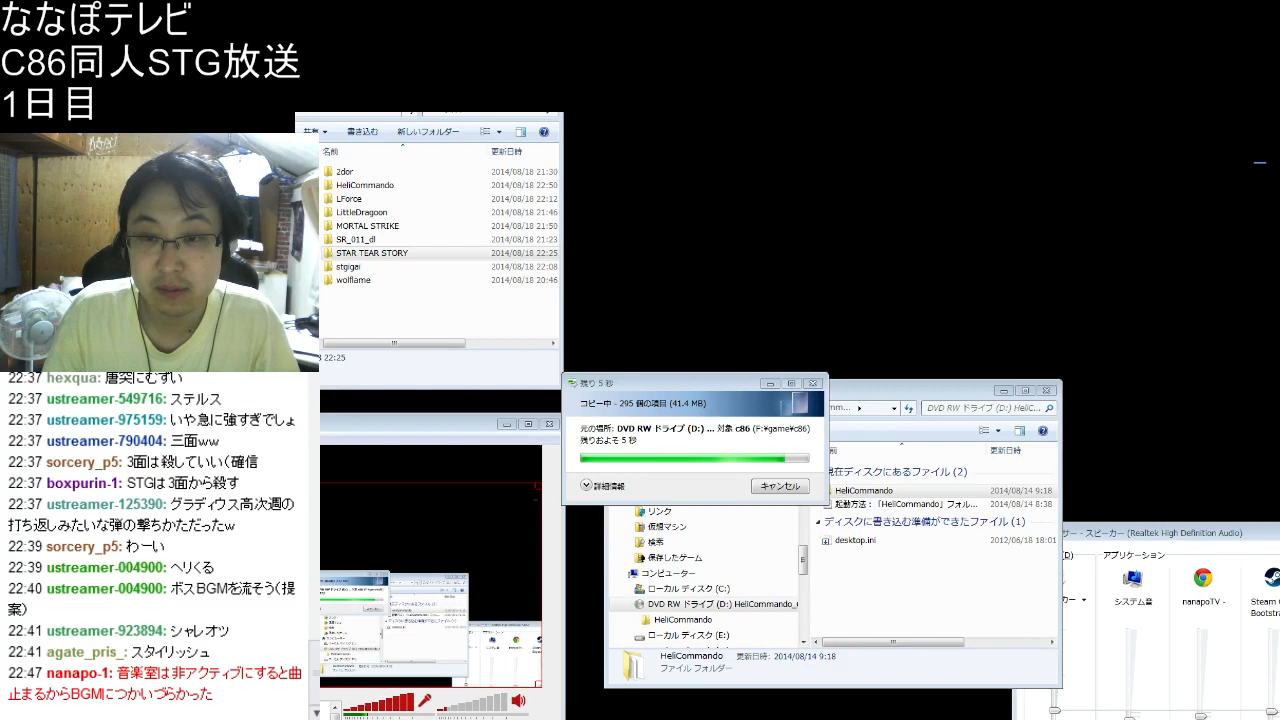 ななぽテレビ
C86同人STG放送
1日目
共有
書き込む
新しいフォルダー
名前
更新日時
2dor
2014/08/18 21:30
HeliCommando
2014/08/18 22:50
LForce
2014/08/18 22:12
LittleDragoon
2014/08/18 21:46
MORTAL STRIKE
2014/08/18 21:50
SR_011_dl
2014/08/18 21:23
STAR TEAR STORY
2014/08/18 22:25
stgigai
2014/08/18 22:08
wolflame
2014/08/18 20:46
22:25
22:37 hexqua: 唐突にむずい
22:37 ustreamer-549716: ステルス
22:37 ustreamer-975159: いや急に強すぎでしょ
22:37 ustreamer-790404: 三面ww
22:37 sorcery_p5: 3面は殺していい(確信
22:37 boxpurin-1: STGは3面から殺す
22:37 ustreamer-125390: グラディウス高次週の
打ち返しみたいな弾の撃ちかただったw
22:39 sorcery_p5: わーい
22:39 ustreamer-004900: ヘリくる
22:40 ustreamer-004900: ボスBGMを流そう(提
案)
22:41 ustreamer-923894: シャレオツ
22:41 agate_pris_: スタイリッシュ
22:47 nanapo-1: 音楽室は非アクティブにすると曲
止まるからBGMにつかいづらかった
残り 5 秒
コピー中 - 295 個の項目 (41.4 MB)
元の場所: DVD RW ドライブ (D:) ... 対象 c86 (F:¥game¥c86)
残りおよそ 5 秒
詳細情報
キャンセル
DVD RW ドライブ (D:) HeliC...
更新日時
現在ディスクにあるファイル (2)
HeliCommando
2014/08/14 9:18
起動方法：「HeliCommando」フォル...
2014/08/14 8:38
ディスクに書き込む準備ができたファイル (1)
desktop.ini
2012/06/18 18:01
リンク
仮想マシン
検索
保存したゲーム
コンピューター
ローカル ディスク (C:)
DVD RW ドライブ (D:) HeliCommando_
HeliCommando
ローカル ディスク (E:)
HeliCommando
更新日時: 2014/08/14 9:18
ファイル フォルダー
サー - スピーカー (Realtek High Definition Audio)
アプリケーション
カー
システム音
nanapoTV -
Steam
Boots